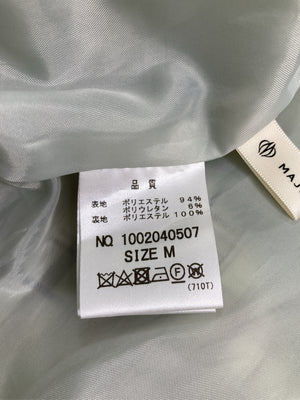 品質
表地 ポリエステル 94%
ポリウレタン 6%
裏地 ポリエステル 100%
NO. 1002040507
SIZE M
(710T)
MAJ